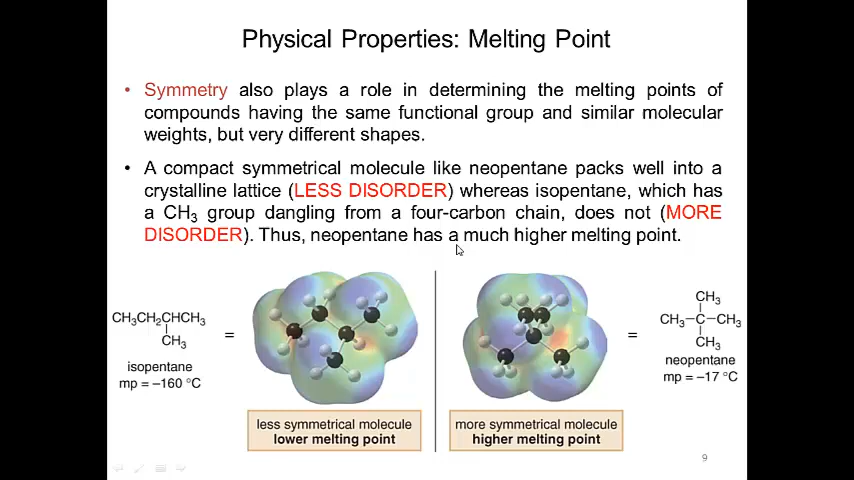 Physical Properties: Melting Point
• Symmetry also plays a role in determining the melting points of
compounds having the same functional group and similar molecular
weights, but very different shapes.
• A compact symmetrical molecule like neopentane packs well into a
crystalline lattice (LESS DISORDER) whereas isopentane, which has
a CH₃ group dangling from a four-carbon chain, does not (MORE
DISORDER). Thus, neopentane has a much higher melting point.
CH₃CH₂CHCH₃
CH₃
isopentane
mp = –160 °C
=
less symmetrical molecule
lower melting point
more symmetrical molecule
higher melting point
=
CH₃
CH₃–C–CH₃
CH₃
neopentane
mp = –17 °C
9